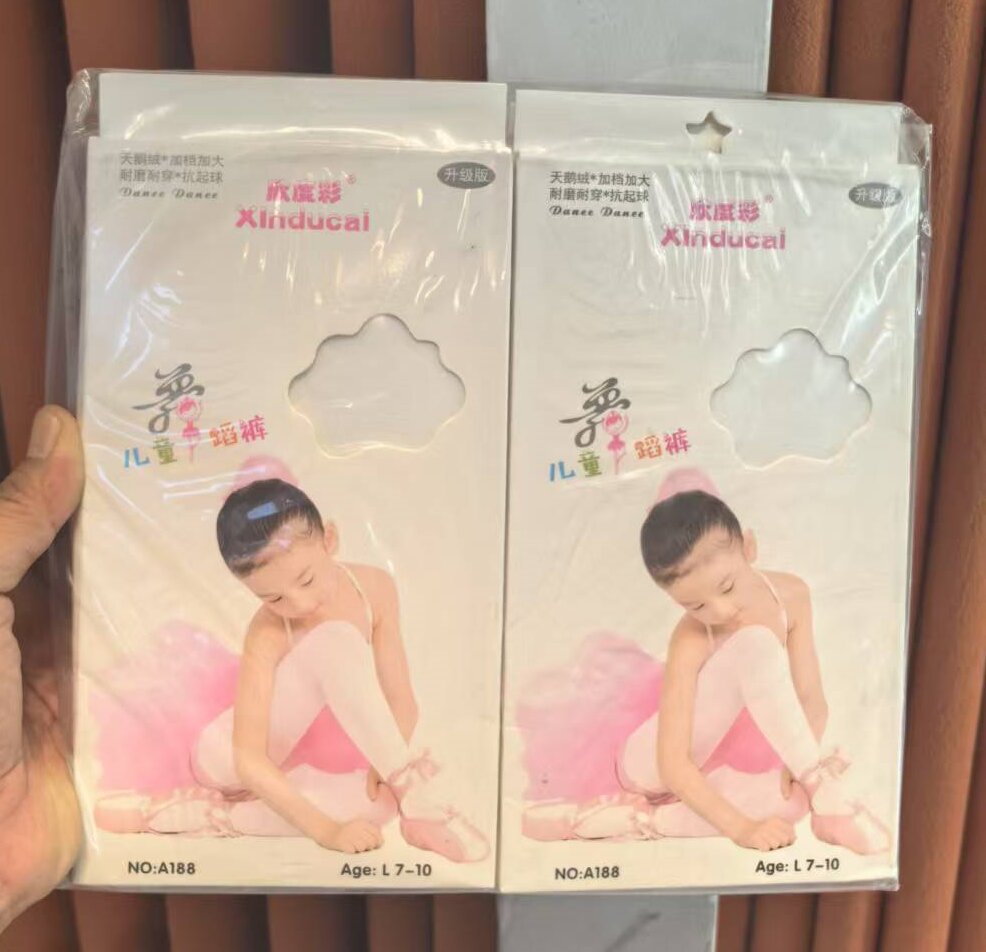 天鹅绒*加档加大
耐磨耐穿*抗起球
Dance Dance
升级版
欣度彩®
XInducai
儿童舞蹈裤
NO:A188
Age: L 7-10
天鹅绒*加档加大
耐磨耐穿*抗起球
Dance Dance
升级版
欣度彩®
XInducai
儿童舞蹈裤
NO:A188
Age: L 7-10